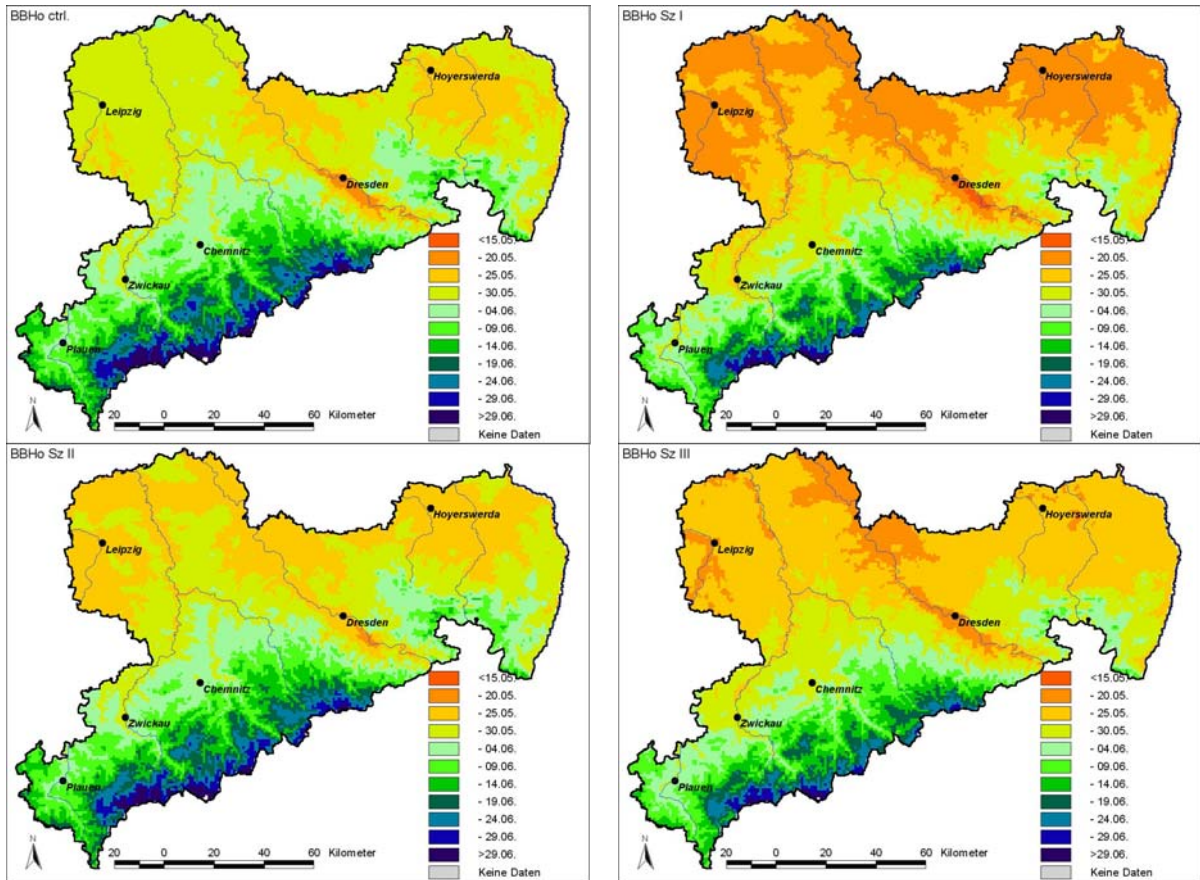 BBHo ctrl.
Hoyerswerda
Leipzig
Dresden
Chemnitz
Zwickau
Plauen
<15.05.
- 20.05.
- 25.05.
- 30.05.
- 04.06.
- 09.06.
- 14.06.
- 19.06.
- 24.06.
- 29.06.
>29.06.
Keine Daten
N
20 0 20 40 60 Kilometer
BBHo Sz I
Hoyerswerda
Leipzig
Dresden
Chemnitz
Zwickau
Plauen
<15.05.
- 20.05.
- 25.05.
- 30.05.
- 04.06.
- 09.06.
- 14.06.
- 19.06.
- 24.06.
- 29.06.
>29.06.
Keine Daten
N
20 0 20 40 60 Kilometer
BBHo Sz II
Hoyerswerda
Leipzig
Dresden
Chemnitz
Zwickau
Plauen
<15.05.
- 20.05.
- 25.05.
- 30.05.
- 04.06.
- 09.06.
- 14.06.
- 19.06.
- 24.06.
- 29.06.
>29.06.
Keine Daten
N
20 0 20 40 60 Kilometer
BBHo Sz III
Hoyerswerda
Leipzig
Dresden
Chemnitz
Zwickau
Plauen
<15.05.
- 20.05.
- 25.05.
- 30.05.
- 04.06.
- 09.06.
- 14.06.
- 19.06.
- 24.06.
- 29.06.
>29.06.
Keine Daten
N
20 0 20 40 60 Kilometer